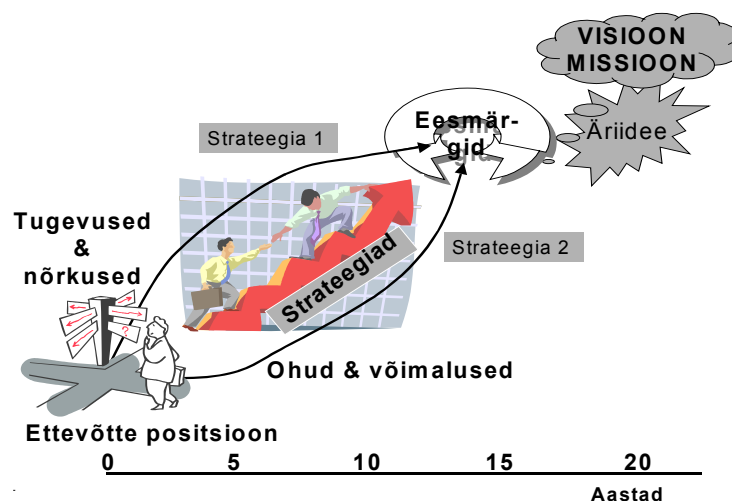 VISIOON
MISSIOON
Äriidee
Eesmär-
gid
Strateegia 1
Strateegia 2
Strateegiad
Tugevused
&
nõrkused
?
Ohud & võimalused
Ettevõtte positsioon
0 5 10 15 20
Aastad